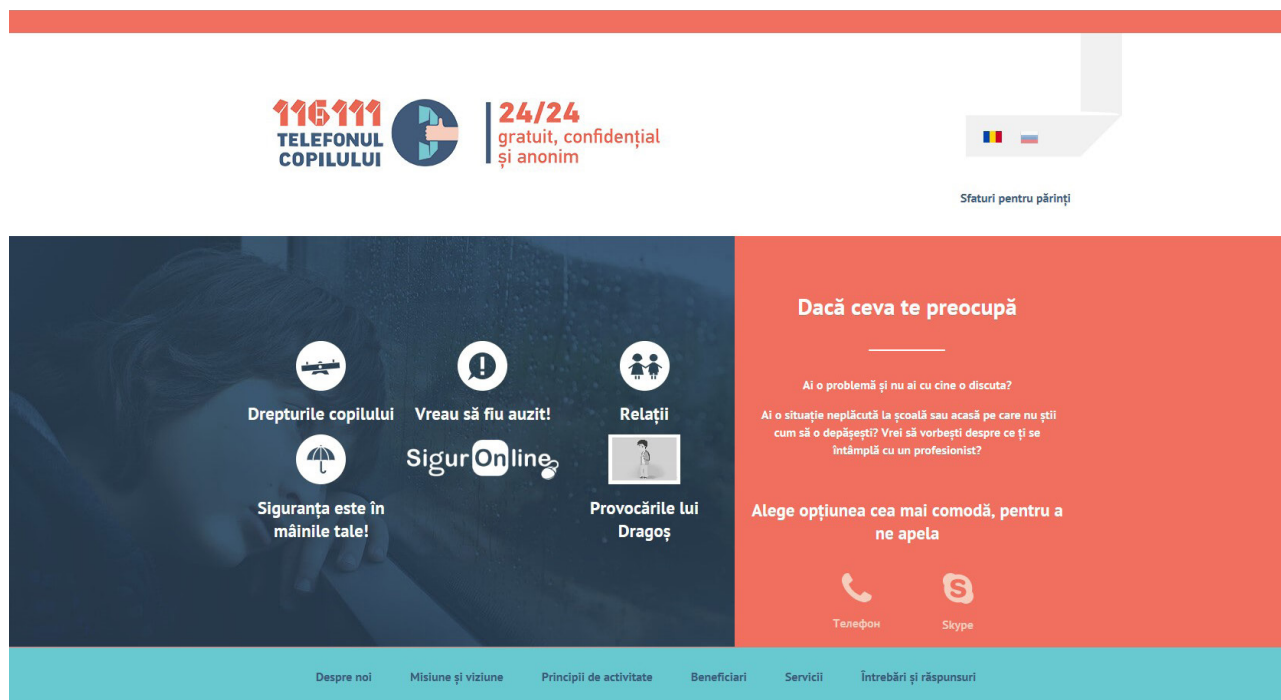 116111
TELEFONUL
COPILULUI
24/24
gratuit, confidențial
și anonim
Sfaturi pentru părinți
Drepturile copilului
Vreau să fiu auzit!
Relații
SigurOnline
Siguranța este în
mâinile tale!
Provocările lui
Dragoș
Dacă ceva te preocupă
Ai o problemă și nu ai cu cine o discuta?
Ai o situație neplăcută la școală sau acasă pe care nu știi
cum să o depășești? Vrei să vorbești despre ce ți se
întâmplă cu un profesionist?
Alege opțiunea cea mai comodă, pentru a
ne apela
Телефон
Skype
Despre noi
Misiune și viziune
Principii de activitate
Beneficiari
Servicii
Întrebări și răspunsuri